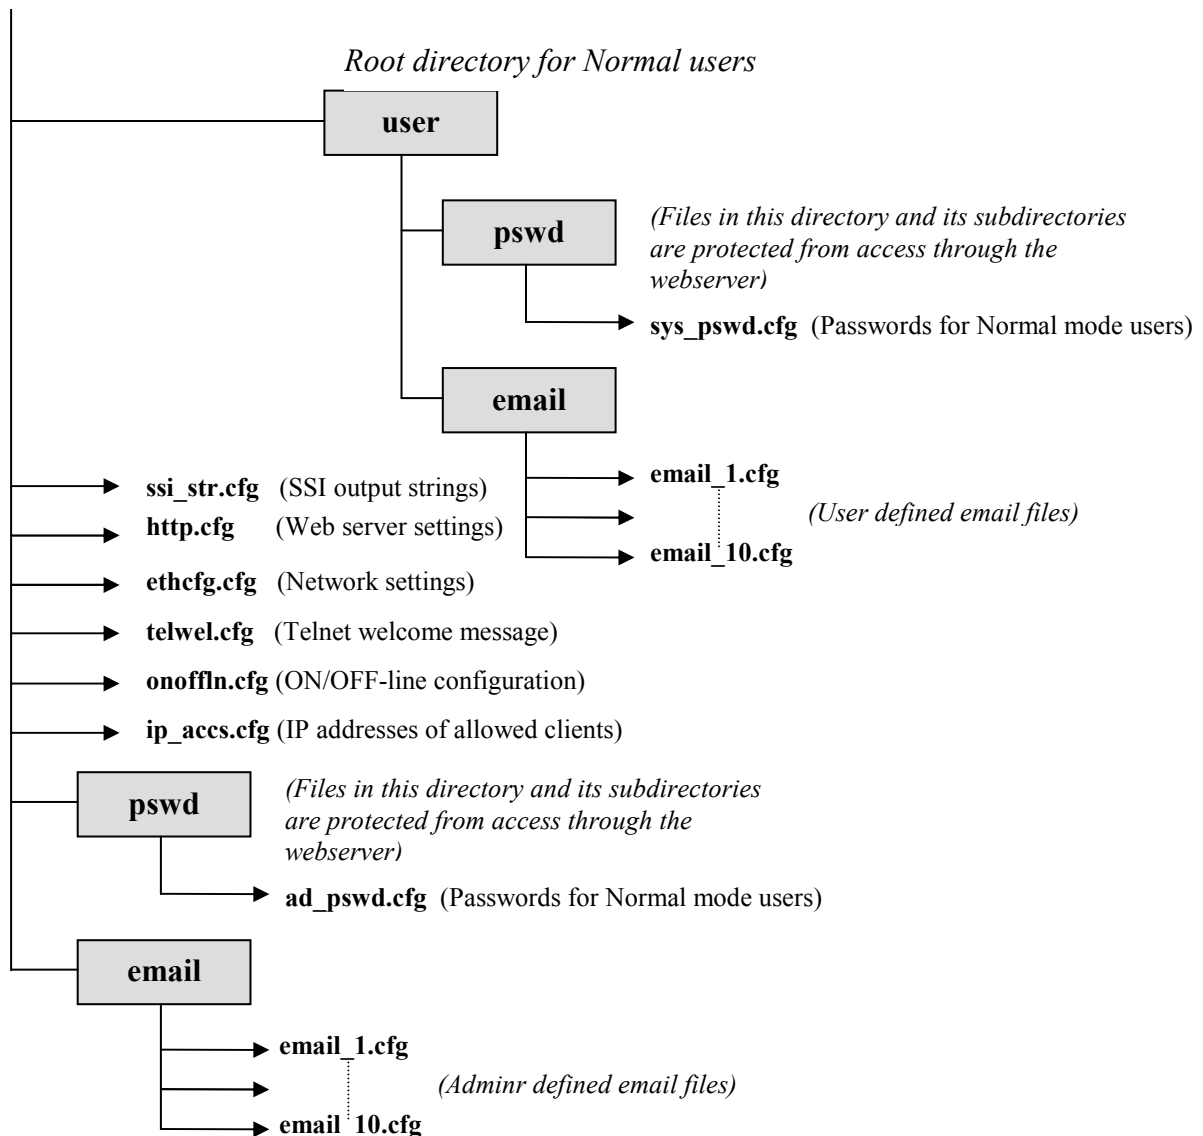 Root directory for Normal users
user
pswd
(Files in this directory and its subdirectories
are protected from access through the
webserver)
sys_pswd.cfg (Passwords for Normal mode users)
email
email_1.cfg
(User defined email files)
email_10.cfg
ssi_str.cfg (SSI output strings)
http.cfg (Web server settings)
ethcfg.cfg (Network settings)
telwel.cfg (Telnet welcome message)
onoffln.cfg (ON/OFF-line configuration)
ip_accs.cfg (IP addresses of allowed clients)
pswd
(Files in this directory and its subdirectories
are protected from access through the
webserver)
ad_pswd.cfg (Passwords for Normal mode users)
email
email_1.cfg
(Adminr defined email files)
email_10.cfg